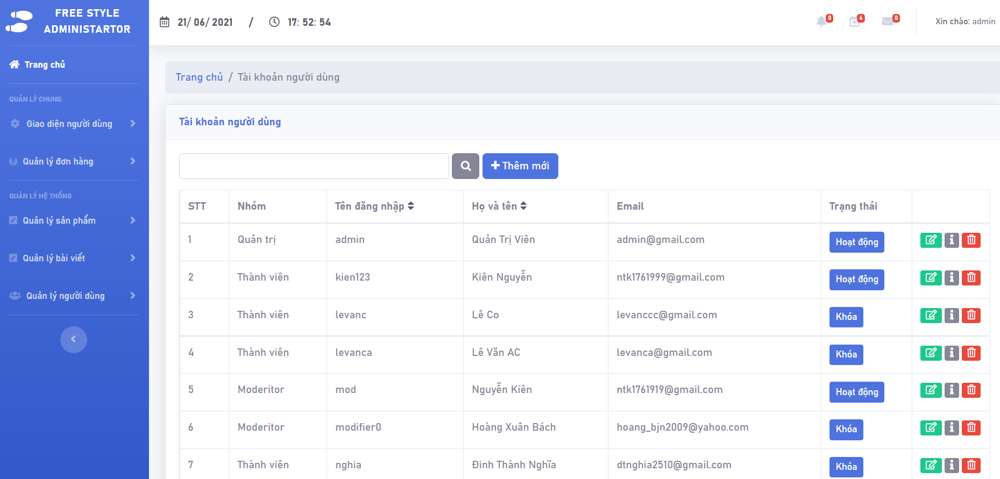 FREE STYLE
ADMINISTARTOR
21/ 06/ 2021 / 17: 52: 54
0
4
0
Xin chào: admin
Trang chủ
QUẢN LÝ CHUNG
Giao diện người dùng
Quản lý đơn hàng
QUẢN LÝ HỆ THỐNG
Quản lý sản phẩm
Quản lý bài viết
Quản lý người dùng
Trang chủ / Tài khoản người dùng
Tài khoản người dùng
Thêm mới
STT Nhóm Tên đăng nhập Họ và tên Email Trạng thái
1 Quản trị admin Quản Trị Viên admin@gmail.com Hoạt động
2 Thành viên kien123 Kiên Nguyễn ntk1761999@gmail.com Hoạt động
3 Thành viên levanc Lê Co levanccc@gmail.com Khóa
4 Thành viên levanca Lê Văn AC levanca@gmail.com Khóa
5 Moderitor mod Nguyễn Kiên ntk1761919@gmail.com Hoạt động
6 Moderitor modifier0 Hoàng Xuân Bách hoang_bjn2009@yahoo.com Khóa
7 Thành viên nghia Đinh Thành Nghĩa dtnghia2510@gmail.com Khóa